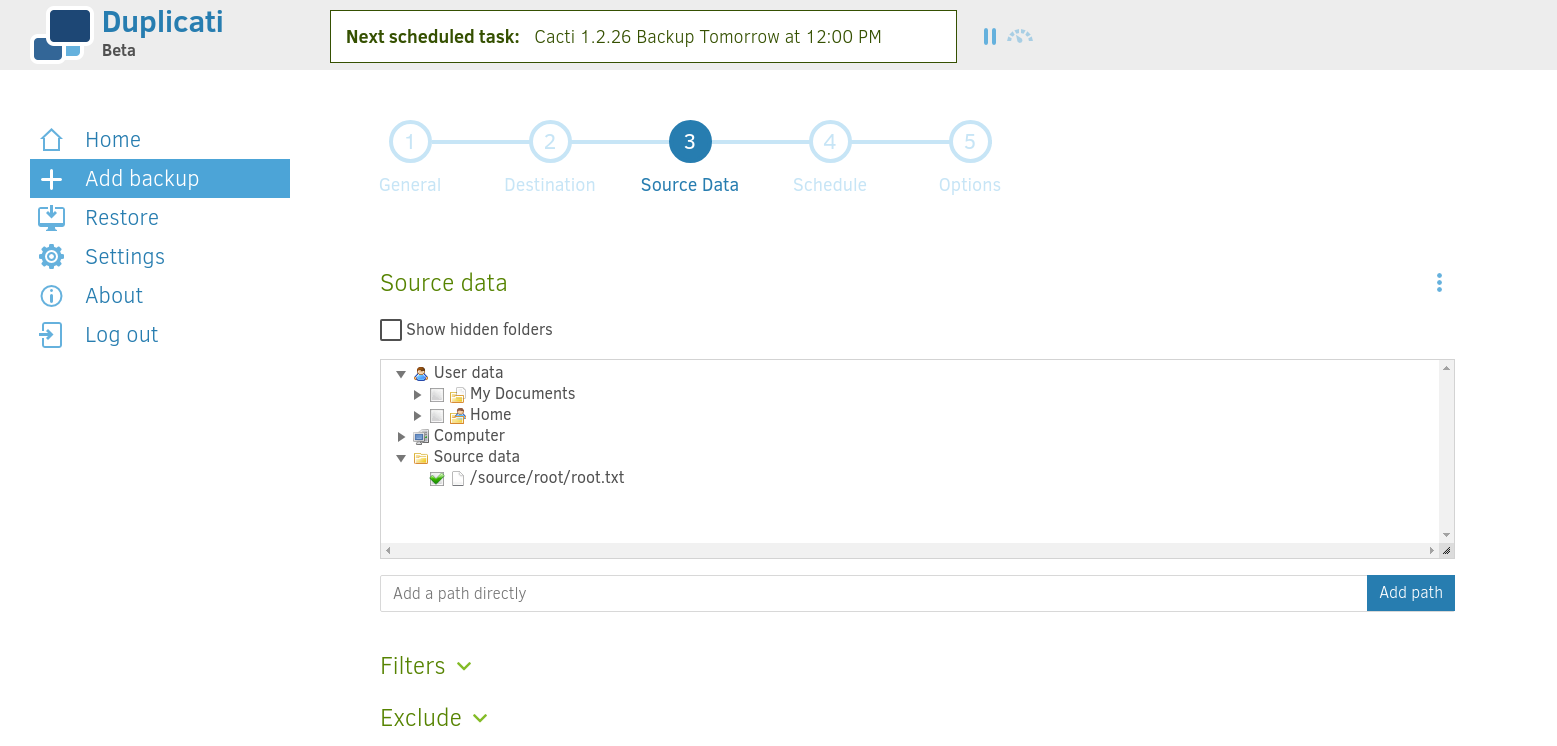 Duplicati
Beta
Next scheduled task: Cacti 1.2.26 Backup Tomorrow at 12:00 PM
Home
Add backup
Restore
Settings
About
Log out
1 2 3 4 5
General Destination Source Data Schedule Options
Source data
Show hidden folders
User data
My Documents
Home
Computer
Source data
/source/root/root.txt
Add a path directly Add path
Filters
Exclude